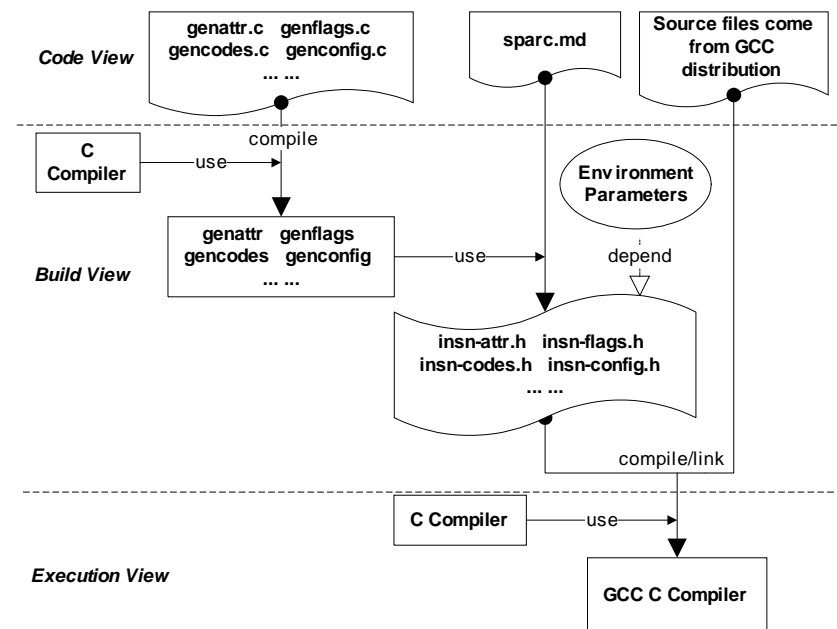 genattr.c genflags.c
gencodes.c genconfig.c
... ...
sparc.md
Source files come
from GCC
distribution
Code View
compile
C
Compiler
use
Environment
Parameters
genattr genflags
gencodes genconfig
... ...
use
depend
Build View
insn-attr.h insn-flags.h
insn-codes.h insn-config.h
... ...
compile/link
C Compiler
use
Execution View
GCC C Compiler